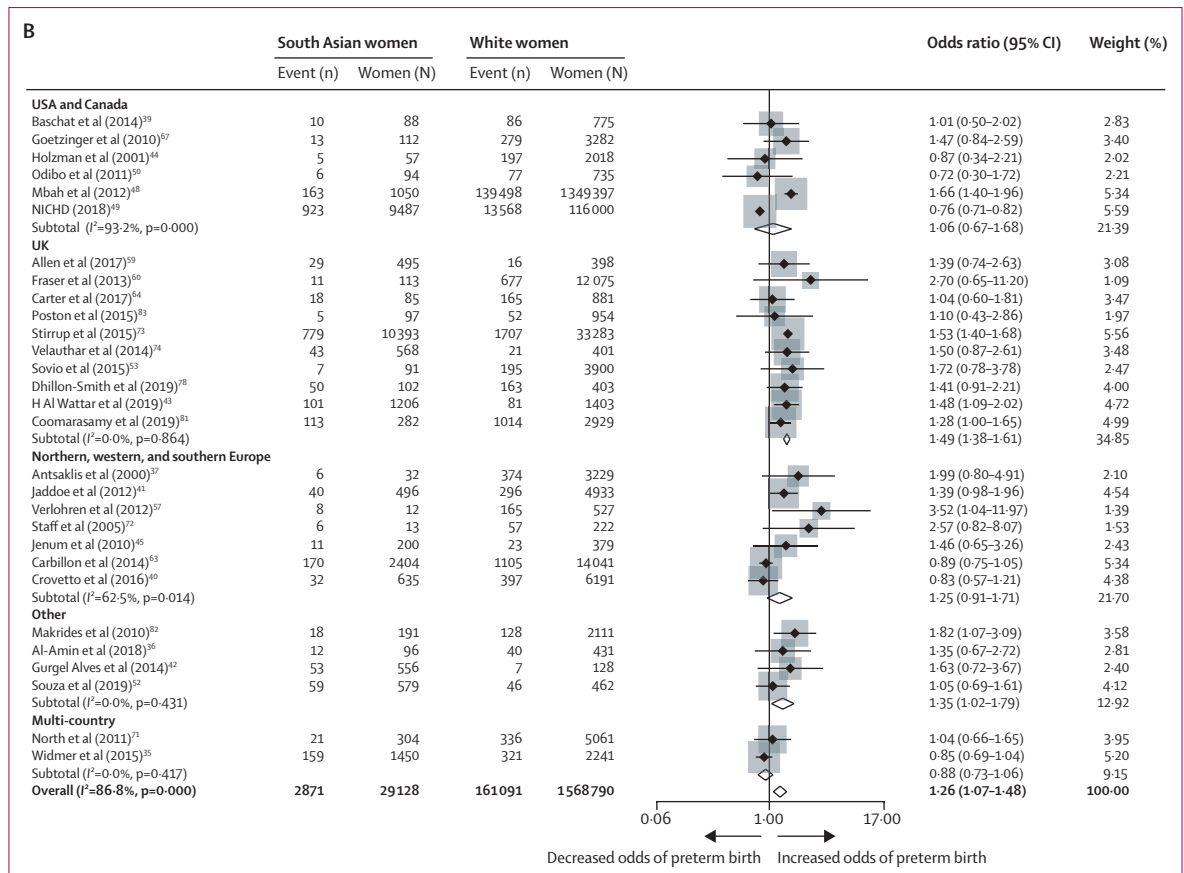 B
South Asian women White women Odds ratio (95% CI) Weight (%)
Event (n) Women (N) Event (n) Women (N)
USA and Canada
Baschat et al (2014)³⁹ 10 88 86 775 1·01 (0·50–2·02) 2·83
Goetzinger et al (2010)⁶⁷ 13 112 279 3282 1·47 (0·84–2·59) 3·40
Holzman et al (2001)⁴⁴ 5 57 197 2018 0·87 (0·34–2·21) 2·02
Odibo et al (2011)⁵⁰ 6 94 77 735 0·72 (0·30–1·72) 2·21
Mbah et al (2012)⁴⁸ 163 1050 139 498 1 349 397 1·66 (1·40–1·96) 5·34
NICHD (2018)⁴⁹ 923 9487 13 568 116 000 0·76 (0·71–0·82) 5·59
Subtotal (I²=93·2%, p=0·000) 1·06 (0·67–1·68) 21·39
UK
Allen et al (2017)⁵⁹ 29 495 16 398 1·39 (0·74–2·63) 3·08
Fraser et al (2013)⁶⁰ 11 113 677 12 075 2·70 (0·65–11·20) 1·09
Carter et al (2017)⁶⁴ 18 85 165 881 1·04 (0·60–1·81) 3·47
Poston et al (2015)⁸³ 5 97 52 954 1·10 (0·43–2·86) 1·97
Stirrup et al (2015)⁷³ 779 10 393 1707 33 283 1·53 (1·40–1·68) 5·56
Velauthar et al (2014)⁷⁴ 43 568 21 401 1·50 (0·87–2·61) 3·48
Sovio et al (2015)⁵³ 7 91 195 3900 1·72 (0·78–3·78) 2·47
Dhillon-Smith et al (2019)⁷⁸ 50 102 163 403 1·41 (0·91–2·21) 4·00
H Al Wattar et al (2019)⁴³ 101 1206 81 1403 1·48 (1·09–2·02) 4·72
Coomarasamy et al (2019)⁸¹ 113 282 1014 2929 1·28 (1·00–1·65) 4·99
Subtotal (I²=0·0%, p=0·864) 1·49 (1·38–1·61) 34·85
Northern, western, and southern Europe
Antsaklis et al (2000)³⁷ 6 32 374 3229 1·99 (0·80–4·91) 2·10
Jaddoe et al (2012)⁴¹ 40 496 296 4933 1·39 (0·98–1·96) 4·54
Verlohren et al (2012)⁵⁷ 8 12 165 527 3·52 (1·04–11·97) 1·39
Staff et al (2005)⁷² 6 13 57 222 2·57 (0·82–8·07) 1·53
Jenum et al (2010)⁴⁵ 11 200 23 379 1·46 (0·65–3·26) 2·43
Carbillon et al (2014)⁶³ 170 2404 1105 14 041 0·89 (0·75–1·05) 5·34
Crovetto et al (2016)⁴⁰ 32 635 397 6191 0·83 (0·57–1·21) 4·38
Subtotal (I²=62·5%, p=0·014) 1·25 (0·91–1·71) 21·70
Other
Makrides et al (2010)⁸² 18 191 128 2111 1·82 (1·07–3·09) 3·58
Al-Amin et al (2018)³⁶ 12 96 40 431 1·35 (0·67–2·72) 2·81
Gurgel Alves et al (2014)⁴² 53 556 7 128 1·63 (0·72–3·67) 2·40
Souza et al (2019)⁵² 59 579 46 462 1·05 (0·69–1·61) 4·12
Subtotal (I²=0·0%, p=0·431) 1·35 (1·02–1·79) 12·92
Multi-country
North et al (2011)⁷¹ 21 304 336 5061 1·04 (0·66–1·65) 3·95
Widmer et al (2015)³⁵ 159 1450 321 2241 0·85 (0·69–1·04) 5·20
Subtotal (I²=0·0%, p=0·417) 0·88 (0·73–1·06) 9·15
Overall (I²=86·8%, p=0·000) 2871 29 128 161 091 1 568 790 1·26 (1·07–1·48) 100·00
0·06 1·00 17·00
Decreased odds of preterm birth Increased odds of preterm birth